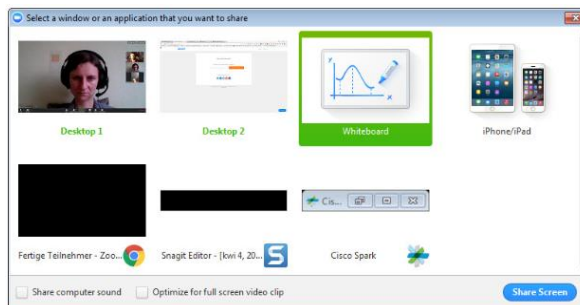 Select a window or an application that you want to share
Desktop 1
Desktop 2
Whiteboard
iPhone/iPad
Cis...
Fertige Teilnehmer - Zoo...
Snagit Editor - [kwi 4, 20...
Cisco Spark
Share computer sound
Optimize for full screen video clip
Share Screen